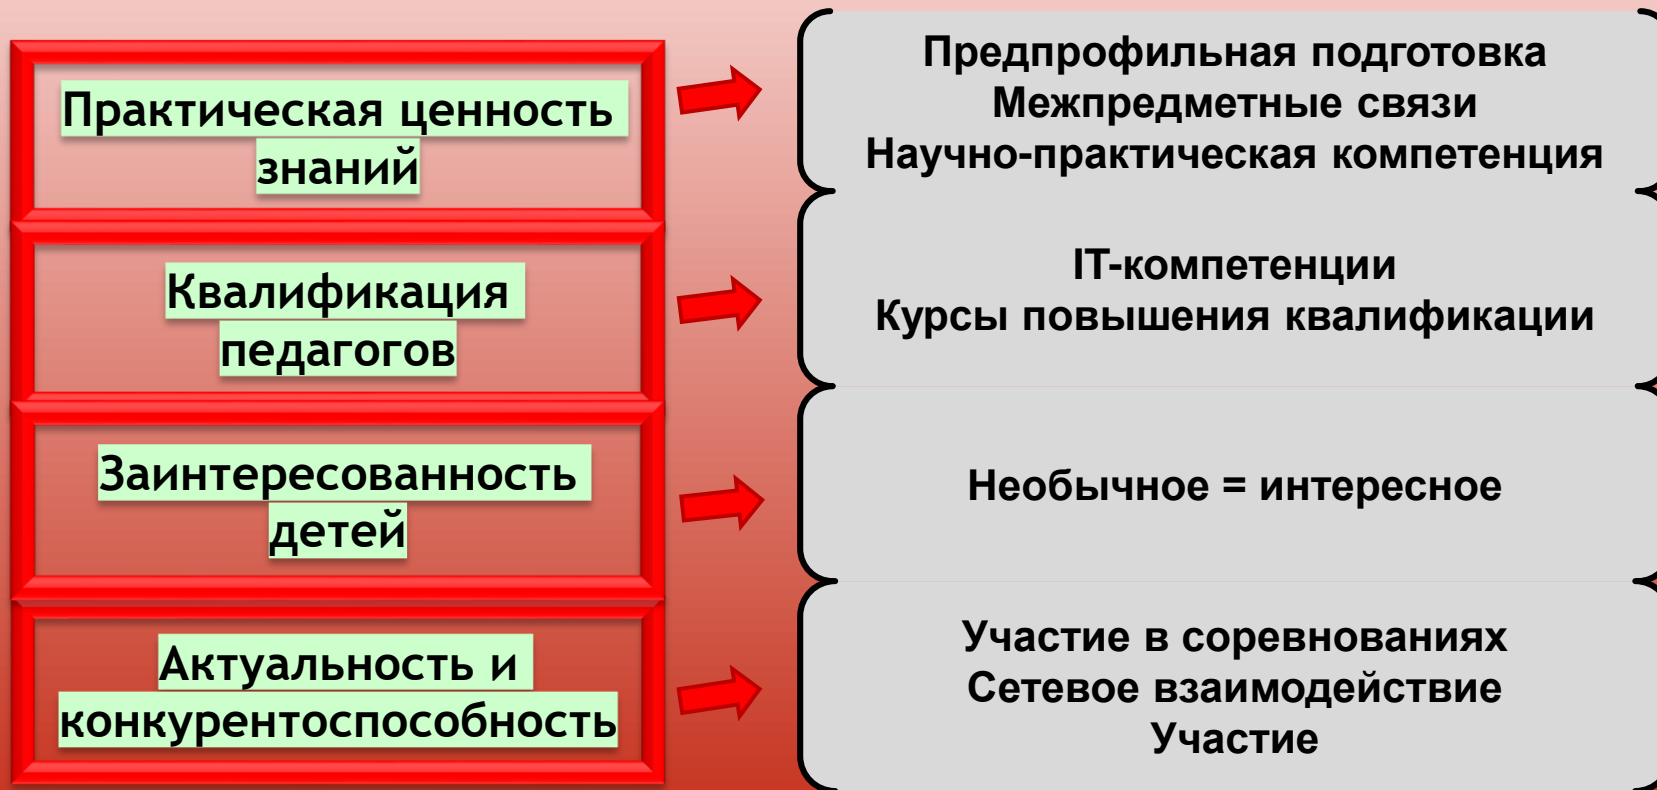 Практическая ценность
знаний
Предпрофильная подготовка
Межпредметные связи
Научно-практическая компетенция
Квалификация
педагогов
IT-компетенции
Курсы повышения квалификации
Заинтересованность
детей
Необычное = интересное
Актуальность и
конкурентоспособность
Участие в соревнованиях
Сетевое взаимодействие
Участие